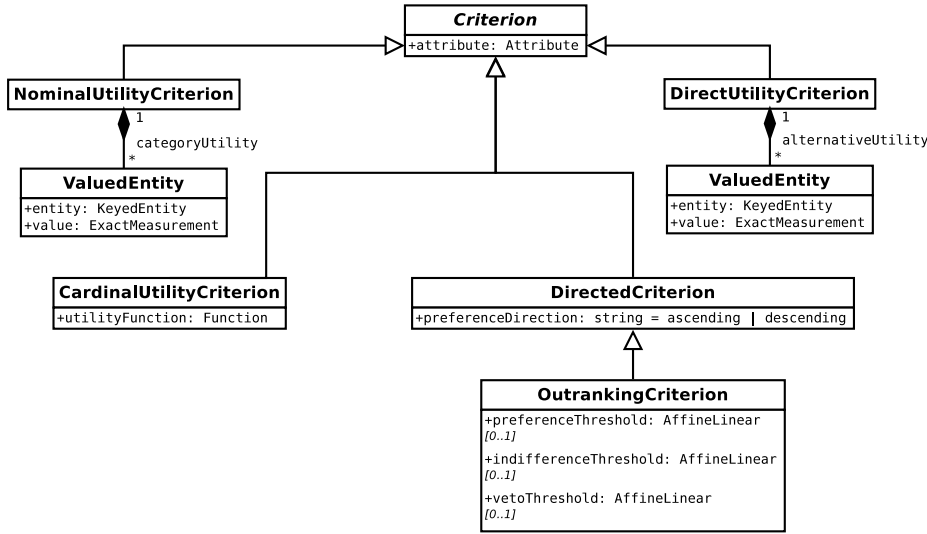 Criterion
+attribute: Attribute
NominalUtilityCriterion
1
categoryUtility
*
ValuedEntity
+entity: KeyedEntity
+value: ExactMeasurement
DirectUtilityCriterion
1
alternativeUtility
*
ValuedEntity
+entity: KeyedEntity
+value: ExactMeasurement
CardinalUtilityCriterion
+utilityFunction: Function
DirectedCriterion
+preferenceDirection: string = ascending | descending
OutrankingCriterion
+preferenceThreshold: AffineLinear
[0..1]
+indifferenceThreshold: AffineLinear
[0..1]
+vetoThreshold: AffineLinear
[0..1]